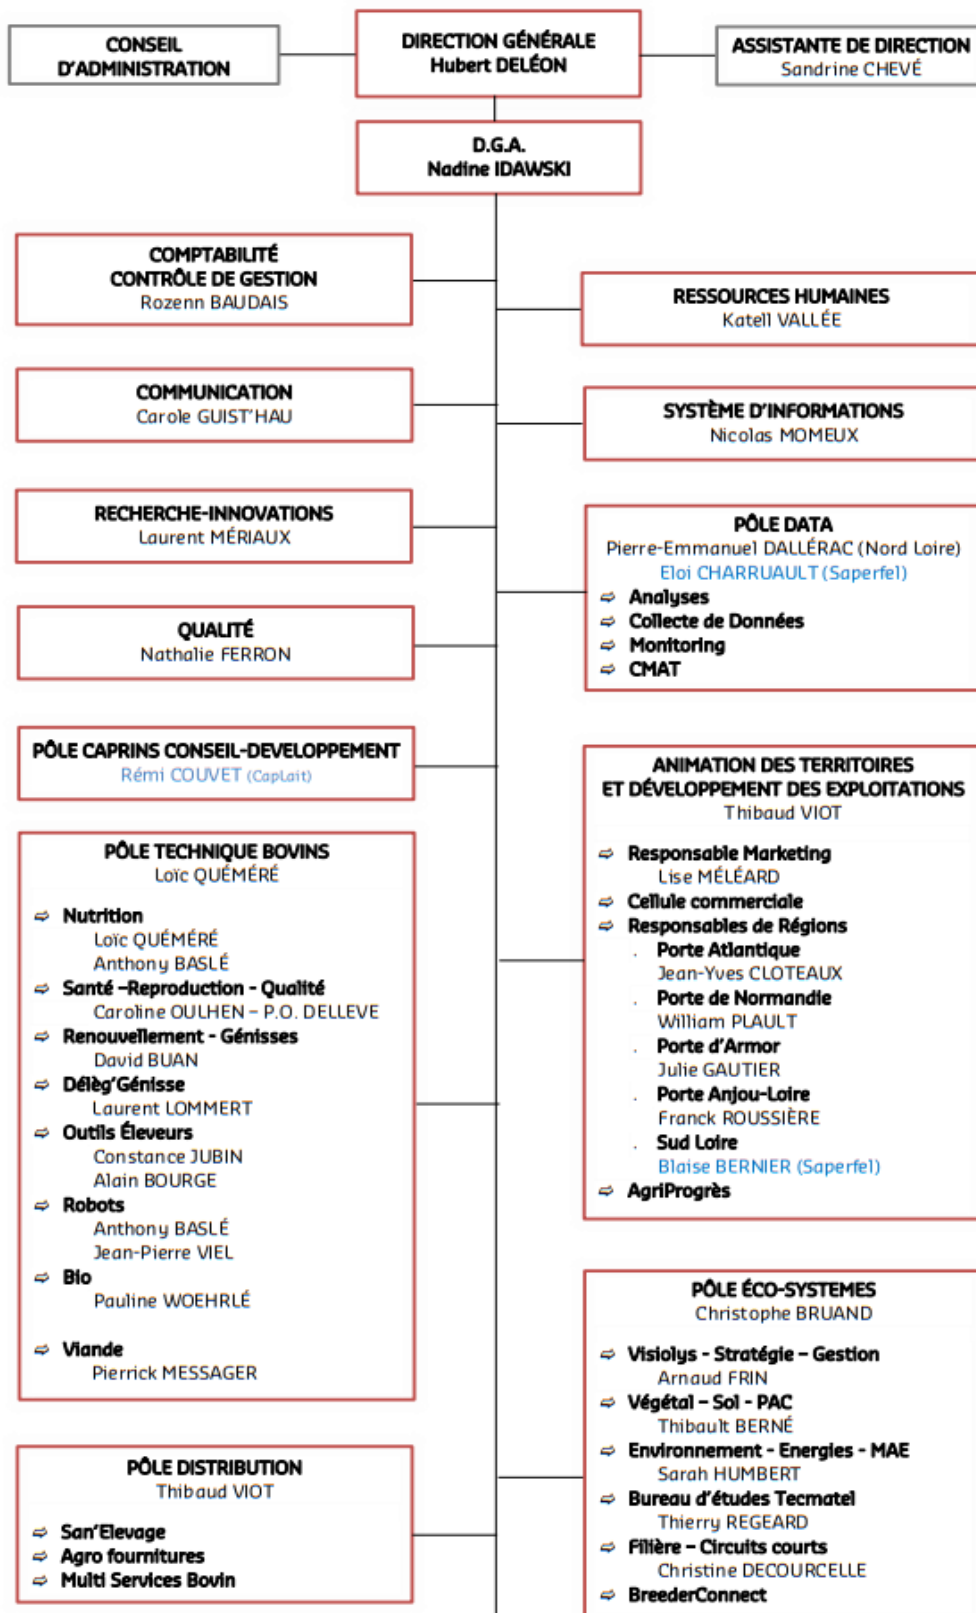 CONSEIL
D'ADMINISTRATION
DIRECTION GÉNÉRALE
Hubert DELÉON
ASSISTANTE DE DIRECTION
Sandrine CHEVÉ
D.G.A.
Nadine IDAWSKI
COMPTABILITÉ
CONTRÔLE DE GESTION
Rozenn BAUDAIS
RESSOURCES HUMAINES
Katell VALLÉE
COMMUNICATION
Carole GUIST'HAU
SYSTÈME D'INFORMATIONS
Nicolas MOMEUX
RECHERCHE-INNOVATIONS
Laurent MÉRIAUX
PÔLE DATA
Pierre-Emmanuel DALLÉRAC (Nord Loire)
Eloi CHARRUAULT (Saperfel)
⇨ Analyses
⇨ Collecte de Données
⇨ Monitoring
⇨ CMAT
QUALITÉ
Nathalie FERRON
PÔLE CAPRINS CONSEIL-DEVELOPPEMENT
Rémi COUVET (CapLait)
ANIMATION DES TERRITOIRES
ET DÉVELOPPEMENT DES EXPLOITATIONS
Thibaud VIOT
⇨ Responsable Marketing
Lise MÉLÉARD
⇨ Cellule commerciale
⇨ Responsables de Régions
. Porte Atlantique
Jean-Yves CLOTEAUX
. Porte de Normandie
William PLAULT
. Porte d'Armor
Julie GAUTIER
. Porte Anjou-Loire
Franck ROUSSIÈRE
. Sud Loire
Blaise BERNIER (Saperfel)
⇨ AgriProgrès
PÔLE TECHNIQUE BOVINS
Loïc QUÉMÉRÉ
⇨ Nutrition
Loïc QUÉMÉRÉ
Anthony BASLÉ
⇨ Santé –Reproduction - Qualité
Caroline OULHEN – P.O. DELLEVE
⇨ Renouvellement - Génisses
David BUAN
⇨ Délèg'Génisse
Laurent LOMMERT
⇨ Outils Éleveurs
Constance JUBIN
Alain BOURGE
⇨ Robots
Anthony BASLÉ
Jean-Pierre VIEL
⇨ Bio
Pauline WOEHRLÉ
⇨ Viande
Pierrick MESSAGER
PÔLE ÉCO-SYSTEMES
Christophe BRUAND
⇨ Visiolys - Stratégie – Gestion
Arnaud FRIN
⇨ Végétal – Sol - PAC
Thibault BERNÉ
⇨ Environnement - Energies - MAE
Sarah HUMBERT
⇨ Bureau d'études Tecmatel
Thierry REGEARD
⇨ Filière – Circuits courts
Christine DECOURCELLE
⇨ BreederConnect
PÔLE DISTRIBUTION
Thibaud VIOT
⇨ San'Elevage
⇨ Agro fournitures
⇨ Multi Services Bovin